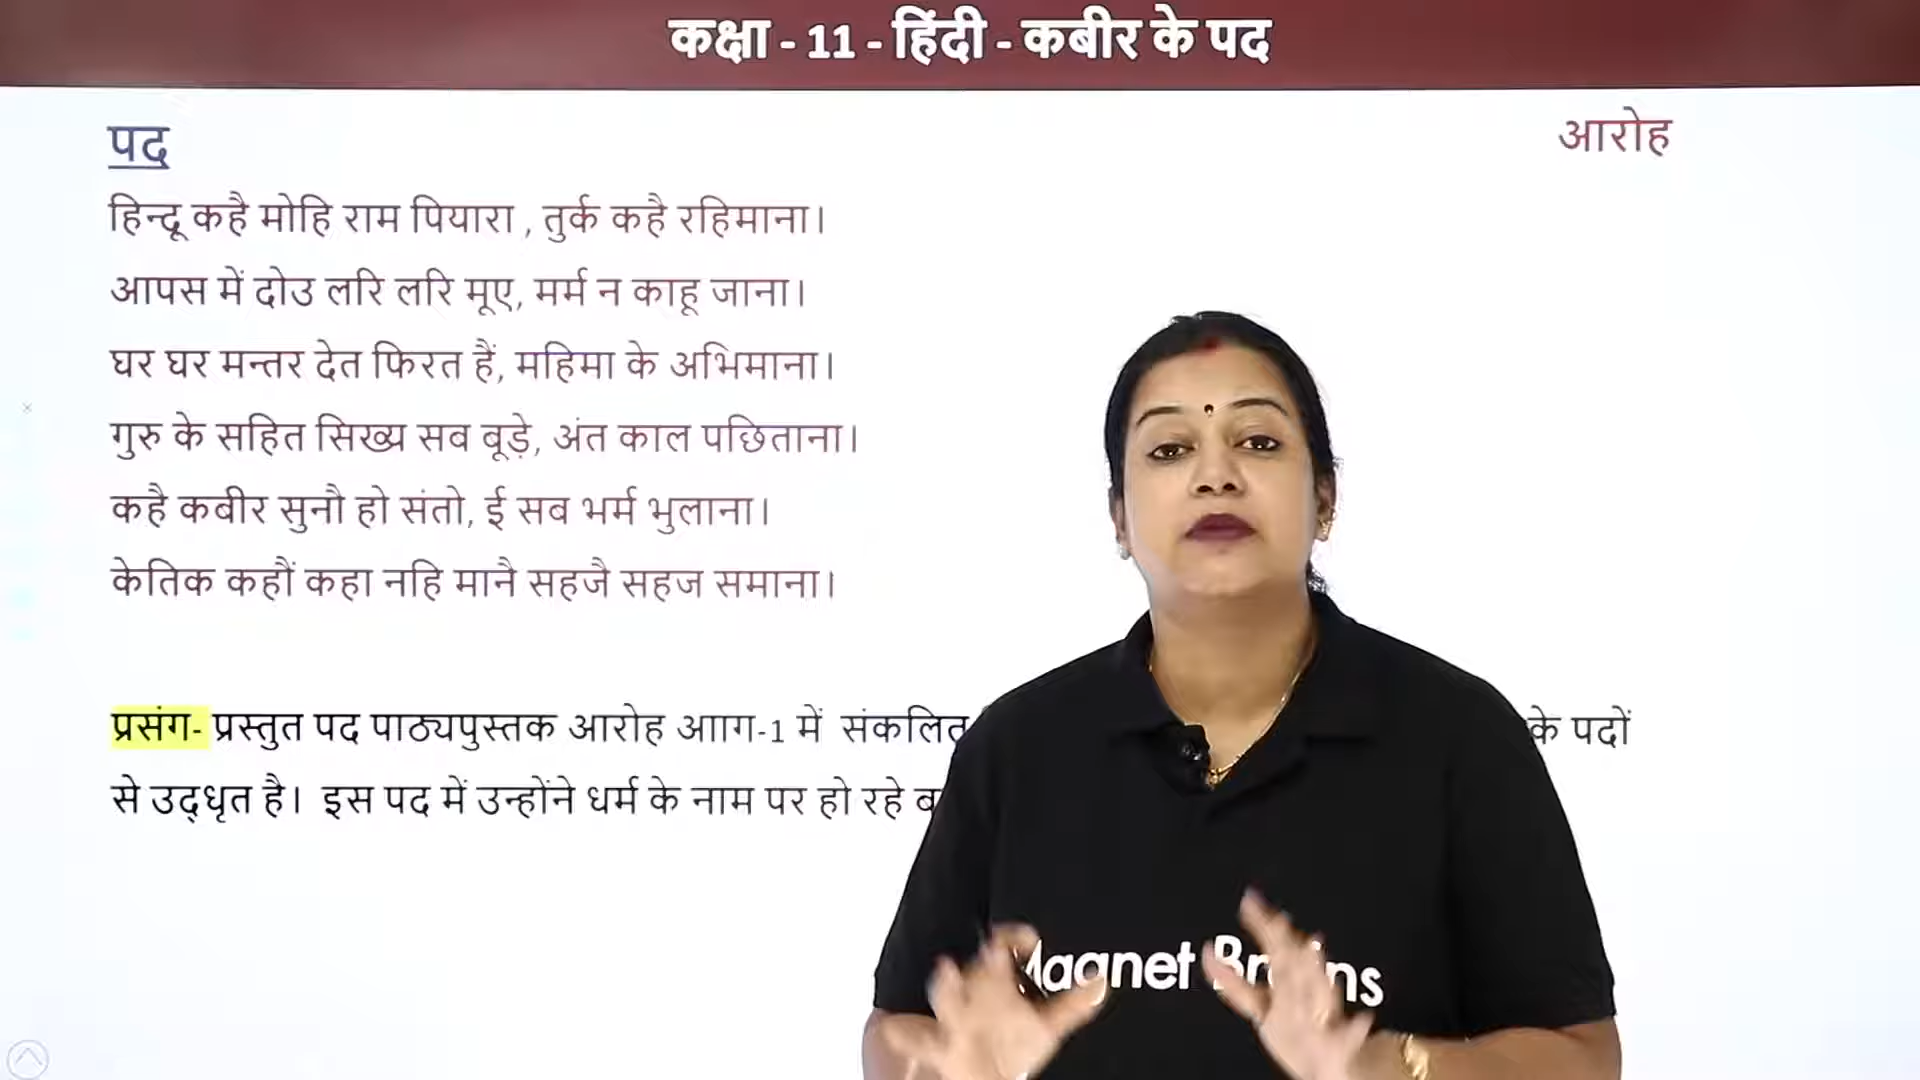 कक्षा - 11 - हिंदी - कबीर के पद
पद
आरोह
हिन्दू कहै मोहि राम पियारा , तुर्क कहै रहिमाना।
आपस में दोउ लरि लरि मूए, मर्म न काहू जाना।
घर घर मन्तर देत फिरत हैं, महिमा के अभिमाना।
गुरु के सहित सिख्य सब बूड़े, अंत काल पछिताना।
कहै कबीर सुनौ हो संतो, ई सब भर्म भुलाना।
केतिक कहौं कहा नहि मानै सहजै सहज समाना।
प्रसंग- प्रस्तुत पद पाठ्यपुस्तक आरोह आाग-1 में संकलित के पदों
से उद्धृत है। इस पद में उन्होंने धर्म के नाम पर हो रहे
Magnet